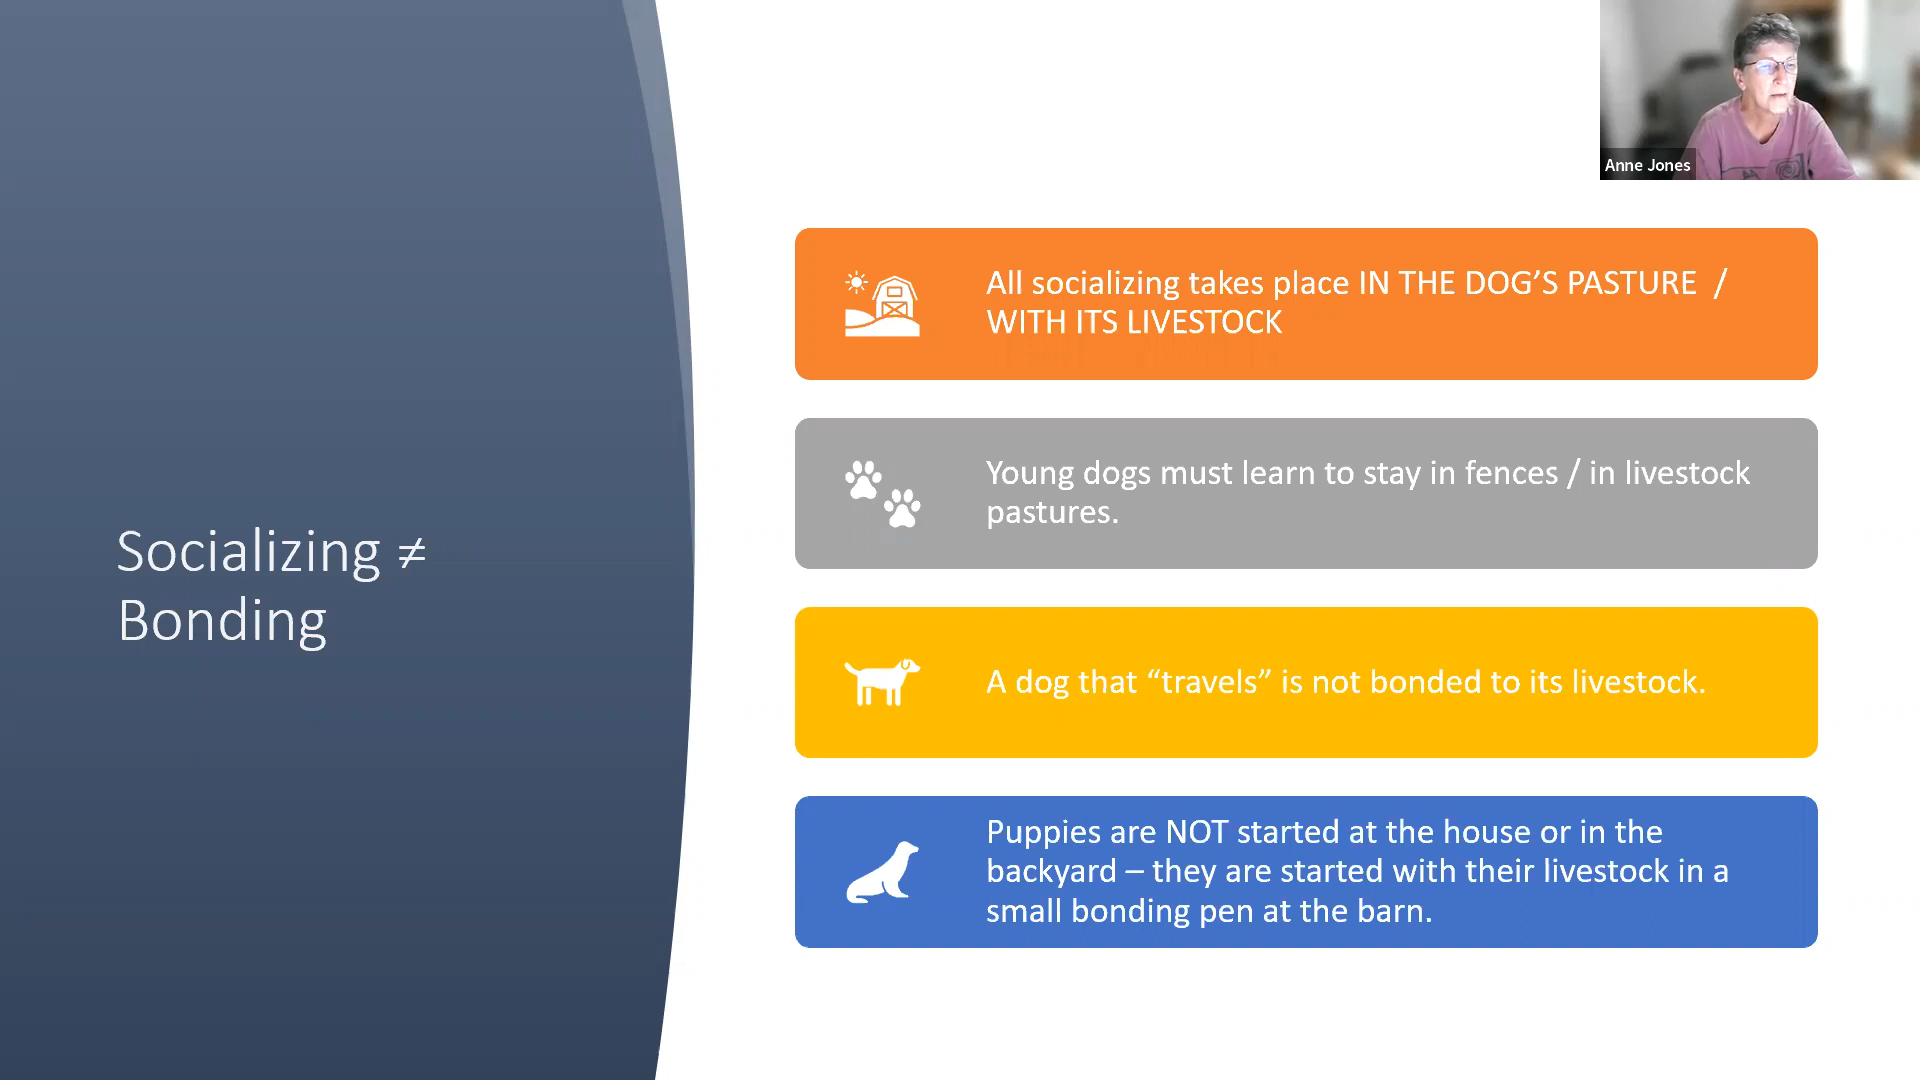 Anne Jones
Socializing ≠
Bonding
All socializing takes place IN THE DOG’S PASTURE /
WITH ITS LIVESTOCK
Young dogs must learn to stay in fences / in livestock
pastures.
A dog that “travels” is not bonded to its livestock.
Puppies are NOT started at the house or in the
backyard – they are started with their livestock in a
small bonding pen at the barn.